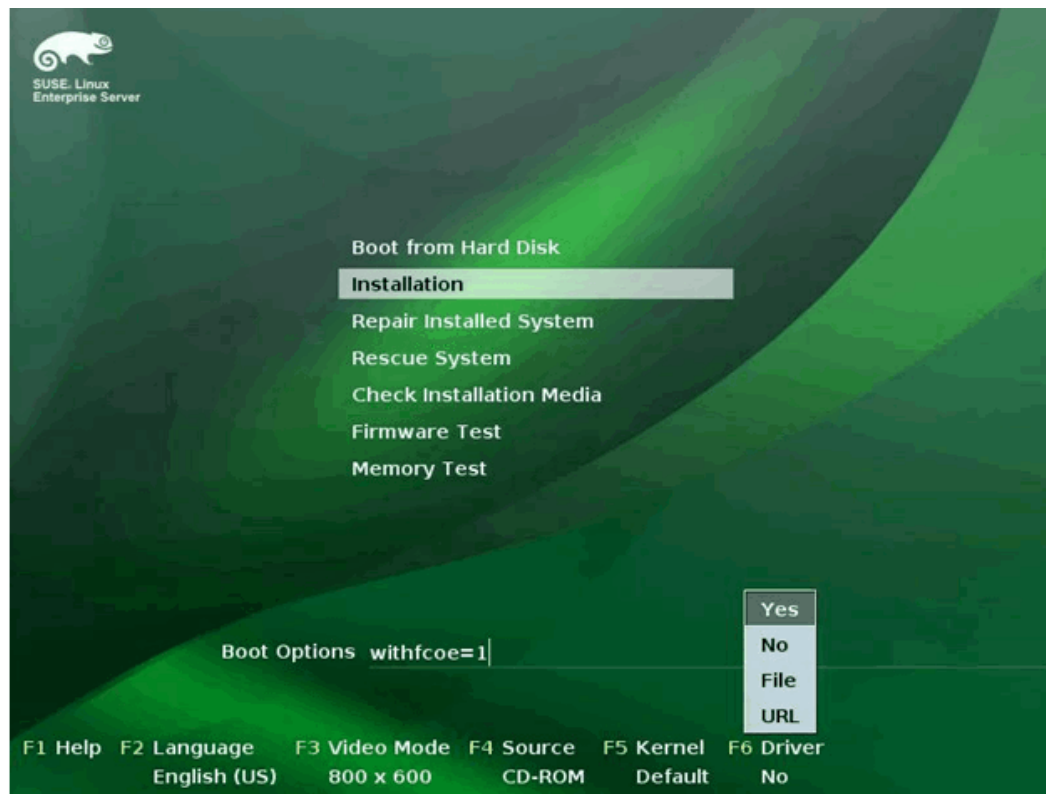 SUSE. Linux
Enterprise Server
Boot from Hard Disk
Installation
Repair Installed System
Rescue System
Check Installation Media
Firmware Test
Memory Test
Yes
No
File
URL
Boot Options withfcoe=1
F1 Help F2 Language F3 Video Mode F4 Source F5 Kernel F6 Driver
English (US) 800 x 600 CD-ROM Default No